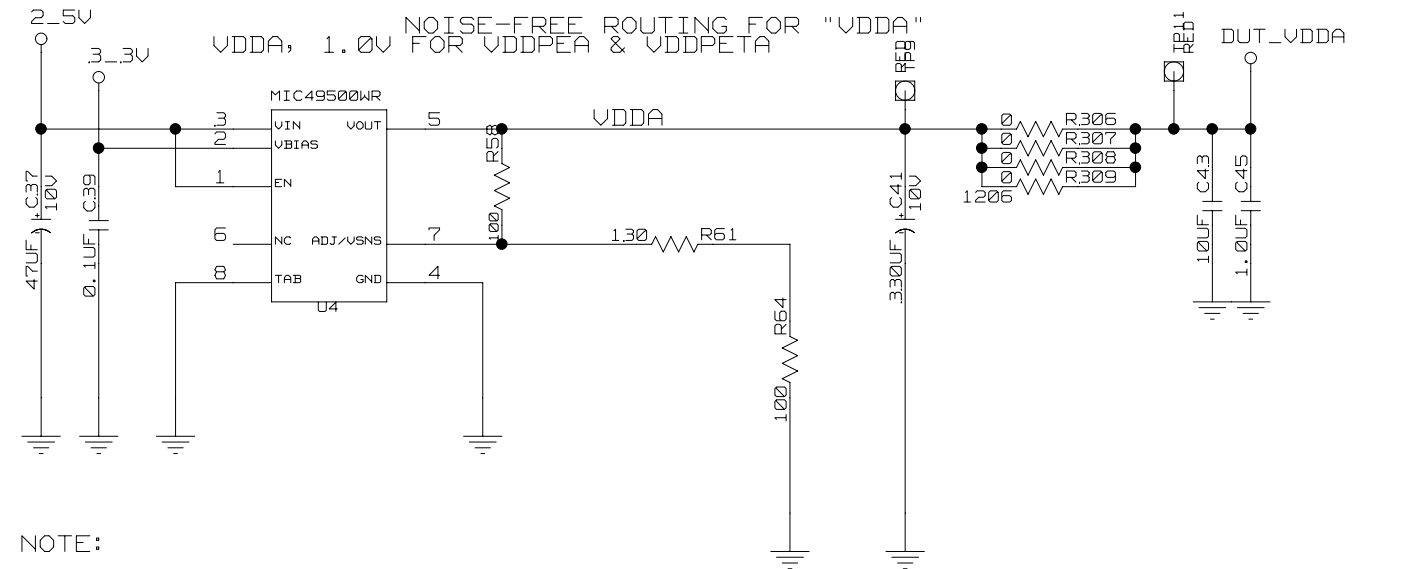 2_5V
NOISE-FREE ROUTING FOR "VDDA"
VDDA, 1.0V FOR VDDPEA & VDDPETA
3_3V
MIC49500WR
3 VIN VOUT 5
2 VBIAS
1 EN
6 NC ADJ/VSNS 7
8 TAB GND 4
U4
C37
10V
47UF
C39
0.1UF
R58
100
VDDA
130 R61
R64
100
RED
TP9
C41
10V
330UF
0 R306
0 R307
0 R308
0 R309
1206
TP11
RED
DUT_VDDA
C43
10UF
C45
1.0UF
NOTE: